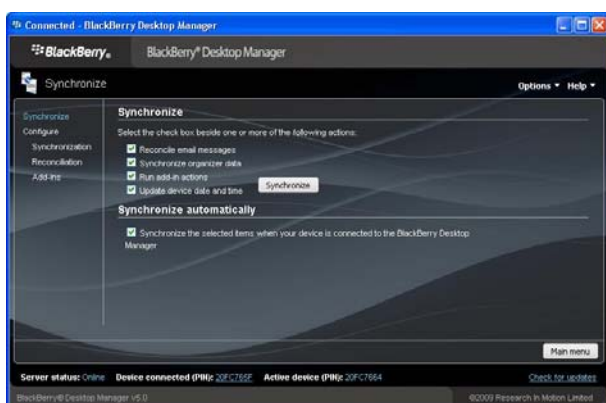 Connected - BlackBerry Desktop Manager
BlackBerry® BlackBerry® Desktop Manager
Synchronize
Options Help
Synchronize
Configure
Synchronization
Reconciliation
Add-ins
Synchronize
Select the check box beside one or more of the following actions:
Reconcile email messages
Synchronize organizer data
Run add-in actions
Update device date and time
Synchronize
Synchronize automatically
Synchronize the selected items when your device is connected to the BlackBerry Desktop
Manager
Main menu
Server status: Online Device connected (PIN): 20FC765F Active device (PIN): 20FC7664
Check for updates
BlackBerry® Desktop Manager v5.0
©2009 Research In Motion Limited